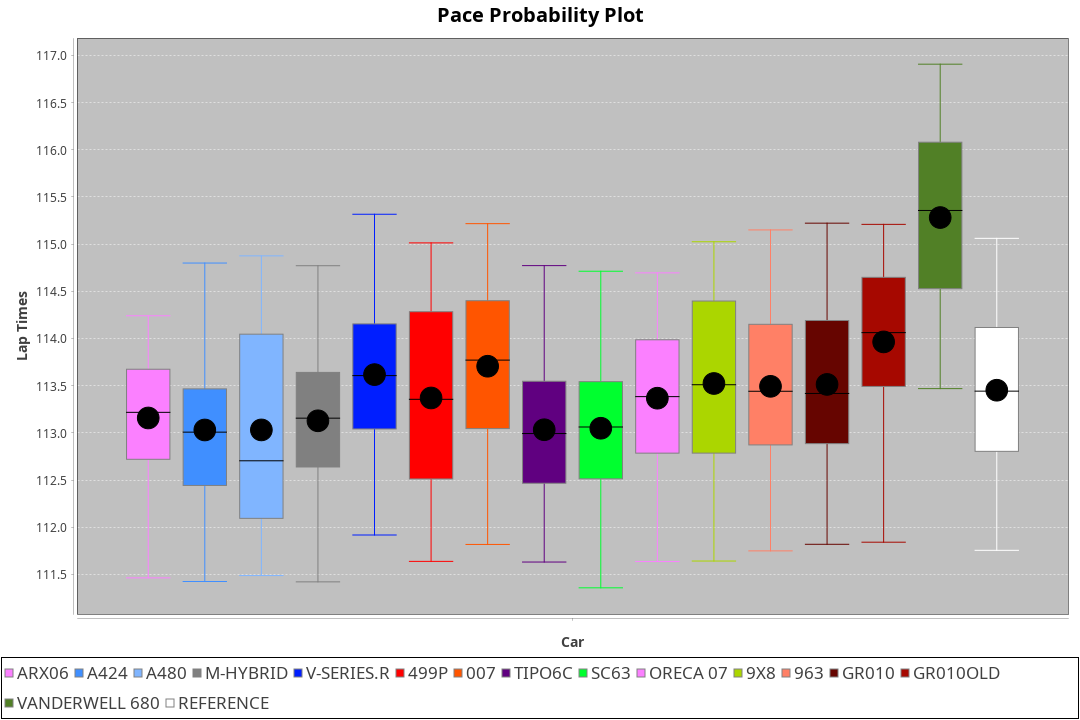 Pace Probability Plot
117.0
116.5
116.0
115.5
115.0
114.5
114.0
113.5
113.0
112.5
112.0
111.5
Lap Times
Car
ARX06 A424 A480 M-HYBRID V-SERIES.R 499P 007 TIPO6C SC63 ORECA 07 9X8 963 GR010 GR010OLD
VANDERWELL 680 REFERENCE